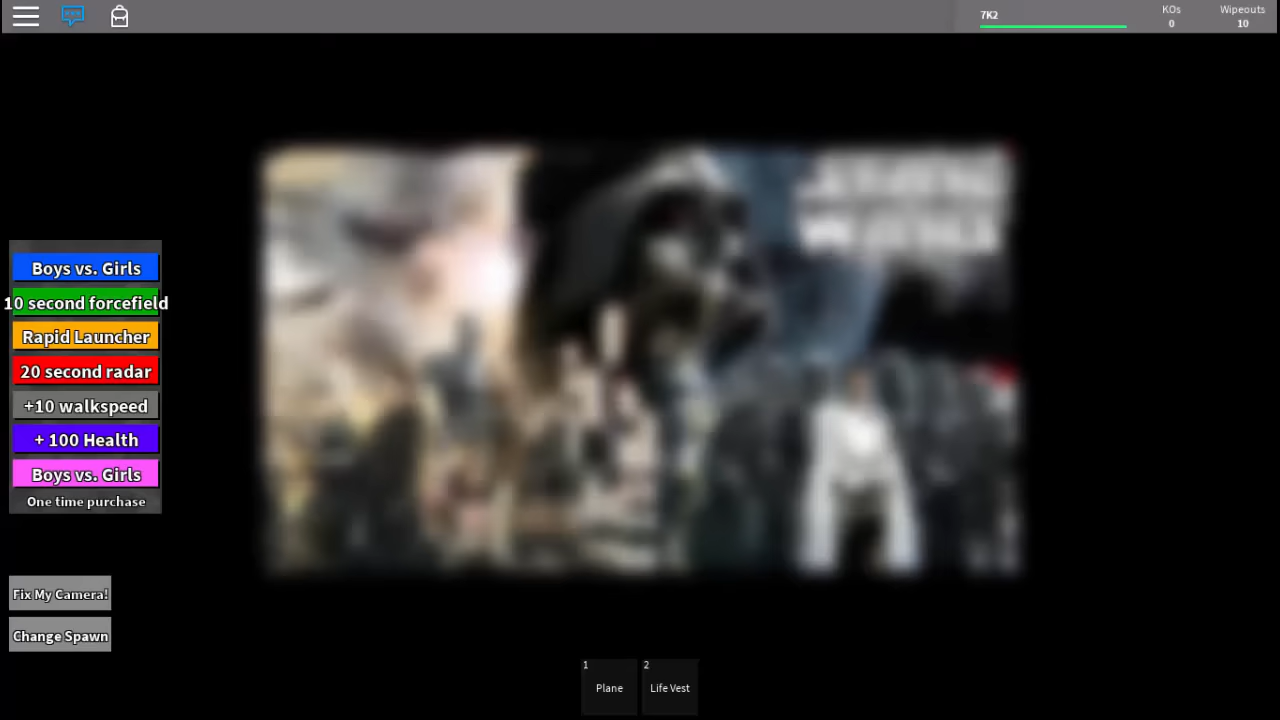 7K2
KOs
0
Wipeouts
10
Boys vs. Girls
10 second forcefield
Rapid Launcher
20 second radar
+10 walkspeed
+ 100 Health
Boys vs. Girls
One time purchase
Fix My Camera!
Change Spawn
1
Plane
2
Life Vest